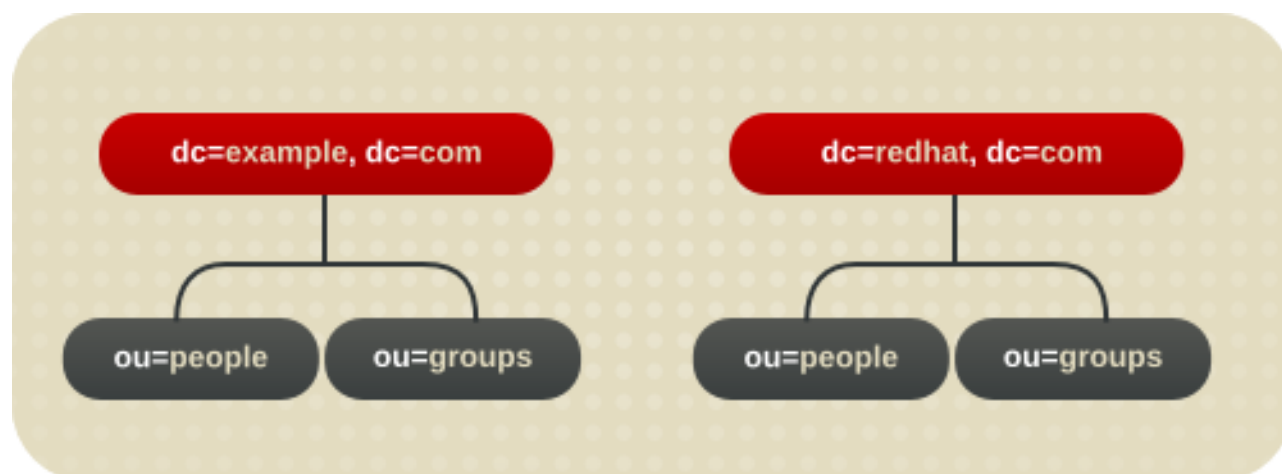 dc=example, dc=com
dc=redhat, dc=com
ou=people
ou=groups
ou=people
ou=groups